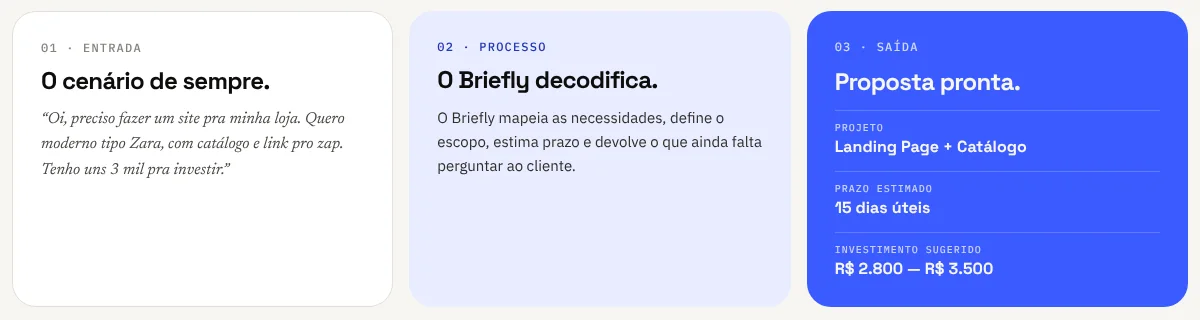 01 · ENTRADA
O cenário de sempre.
“Oi, preciso fazer um site pra minha loja. Quero
moderno tipo Zara, com catálogo e link pro zap.
Tenho uns 3 mil pra investir.”
02 · PROCESSO
O Briefly decodifica.
O Briefly mapeia as necessidades, define o
escopo, estima prazo e devolve o que ainda falta
perguntar ao cliente.
03 · SAÍDA
Proposta pronta.
PROJETO
Landing Page + Catálogo
PRAZO ESTIMADO
15 dias úteis
INVESTIMENTO SUGERIDO
R$ 2.800 — R$ 3.500